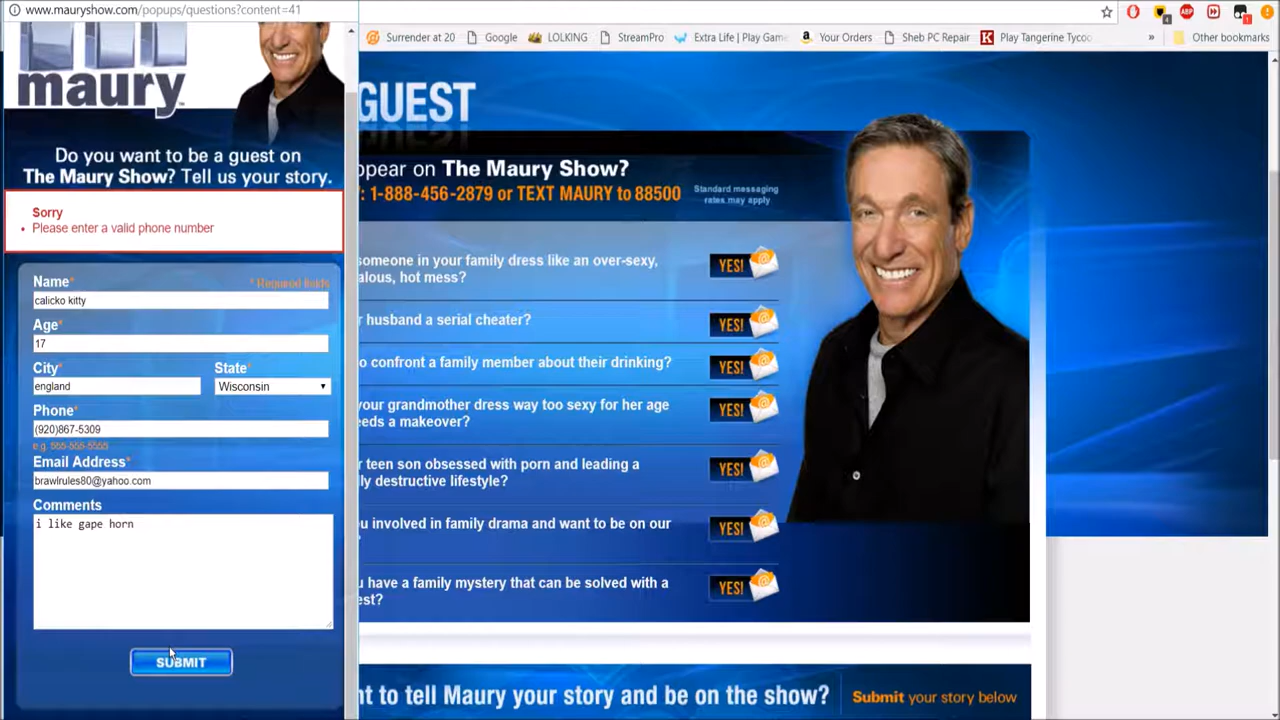 www.mauryshow.com/popups/questions?content=41
Surrender at 20
Google
LOLKING
StreamPro
Extra Life | Play Game
Your Orders
Sheb PC Repair
Play Tangerine Tycoo
»
Other bookmarks
4
ABP
1
maury
Do you want to be a guest on
The Maury Show? Tell us your story.
Sorry
• Please enter a valid phone number
Name*
* Required fields
calicko kitty
Age*
17
City*
State*
england
Wisconsin
Phone*
(920)867-5309
e.g. 555-555-5555
Email Address*
brawlrules80@yahoo.com
Comments
i like gape horn
SUBMIT
GUEST
ppear on The Maury Show?
: 1-888-456-2879 or TEXT MAURY to 88500
Standard messaging
rates may apply
someone in your family dress like an over-sexy,
alous, hot mess?
YES!
r husband a serial cheater?
YES!
o confront a family member about their drinking?
YES!
your grandmother dress way too sexy for her age
eds a makeover?
YES!
r teen son obsessed with porn and leading a
ly destructive lifestyle?
YES!
u involved in family drama and want to be on our
YES!
u have a family mystery that can be solved with a
est?
YES!
nt to tell Maury your story and be on the show?
Submit your story below